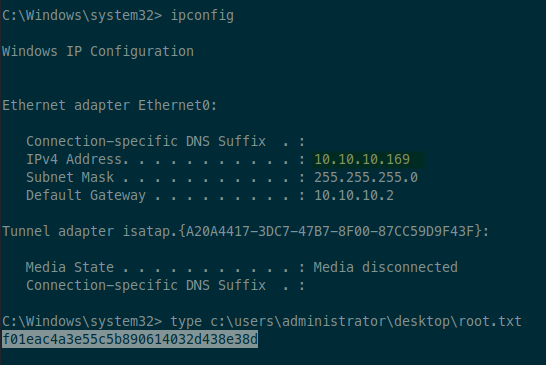 C:\Windows\system32> ipconfig
Windows IP Configuration
Ethernet adapter Ethernet0:
Connection-specific DNS Suffix  . :
IPv4 Address. . . . . . . . . . . : 10.10.10.169
Subnet Mask . . . . . . . . . . . : 255.255.255.0
Default Gateway . . . . . . . . . : 10.10.10.2
Tunnel adapter isatap.{A20A4417-3DC7-47B7-8F00-87CC59D9F43F}:
Media State . . . . . . . . . . . : Media disconnected
Connection-specific DNS Suffix  . :
C:\Windows\system32> type c:\users\administrator\desktop\root.txt
f01eac4a3e55c5b890614032d438e38d